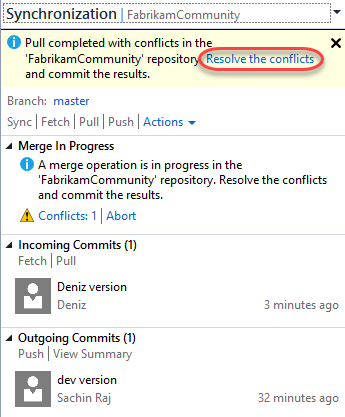 Synchronization | FabrikamCommunity
Pull completed with conflicts in the
'FabrikamCommunity' repository. Resolve the conflicts
and commit the results.
Branch: master
Sync | Fetch | Pull | Push | Actions
Merge In Progress
A merge operation is in progress in the
'FabrikamCommunity' repository. Resolve the conflicts
and commit the results.
Conflicts: 1 | Abort
Incoming Commits (1)
Fetch | Pull
Deniz version
Deniz 3 minutes ago
Outgoing Commits (1)
Push | View Summary
dev version
Sachin Raj 32 minutes ago